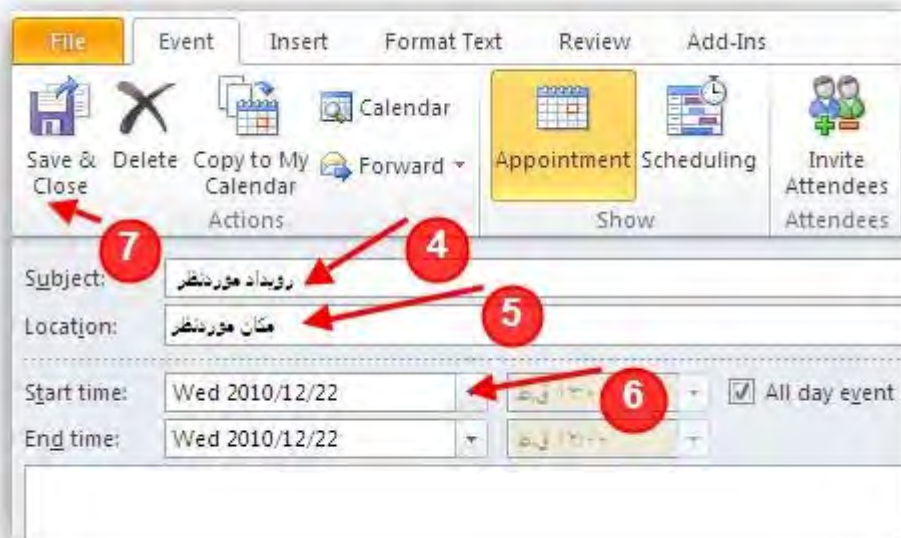 File Event Insert Format Text Review Add-Ins
Save & Close Delete Copy to My Calendar Calendar Forward Appointment Scheduling Invite Attendees
Actions Show Attendees
7 4
Subject: رویداد موردنظر
5
Location: مکان موردنظر
6
Start time: Wed 2010/12/22 All day event
End time: Wed 2010/12/22 ق.ظ ۱۲:۰۰